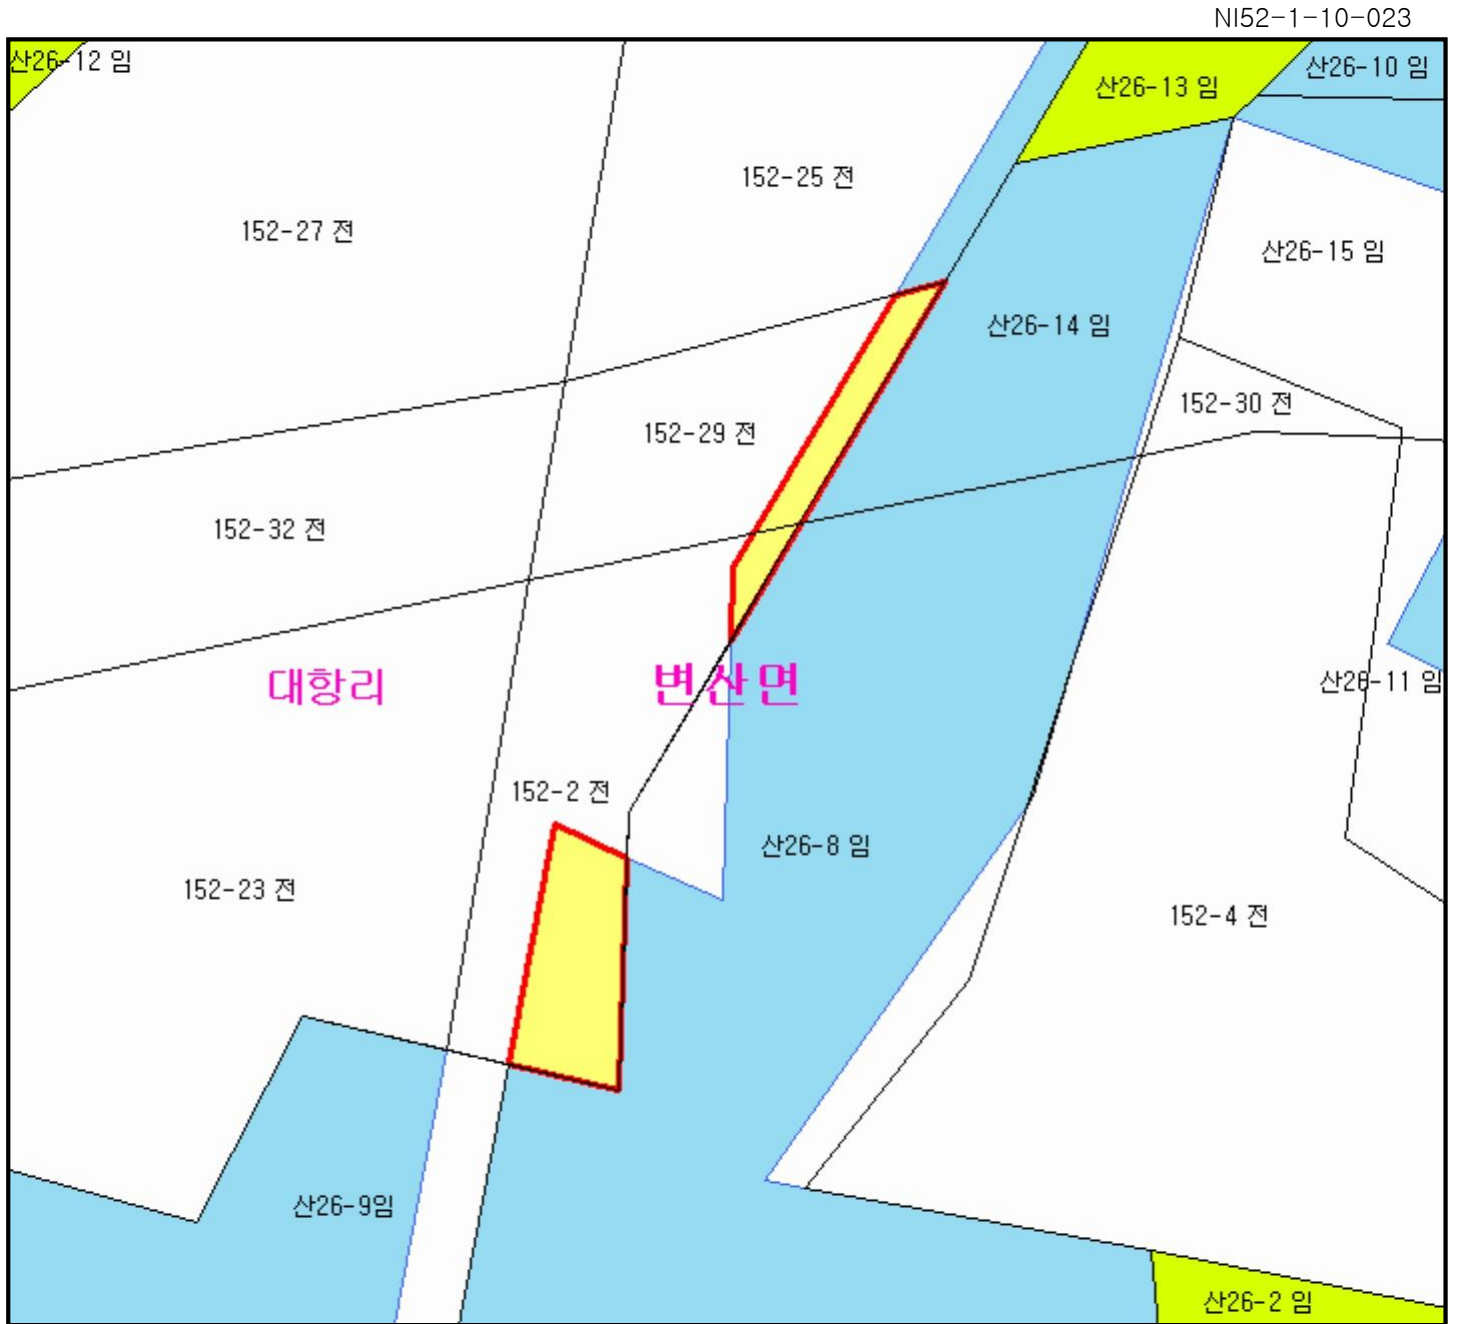 NI52-1-10-023
산26-12 임
산26-13 임
산26-10 임
152-25 전
152-27 전
산26-15 임
산26-14 임
152-30 전
152-29 전
152-32 전
대항리
변산면
산26-11 임
152-2 전
산26-8 임
152-23 전
152-4 전
산26-9임
산26-2 임